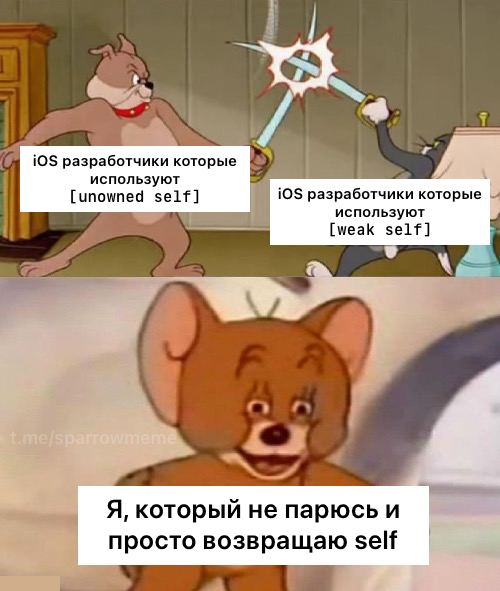 iOS разработчики которые
используют
[unowned self]
iOS разработчики которые
используют
[weak self]
t.me/sparrowmeme
Я, который не парюсь и
просто возвращаю self